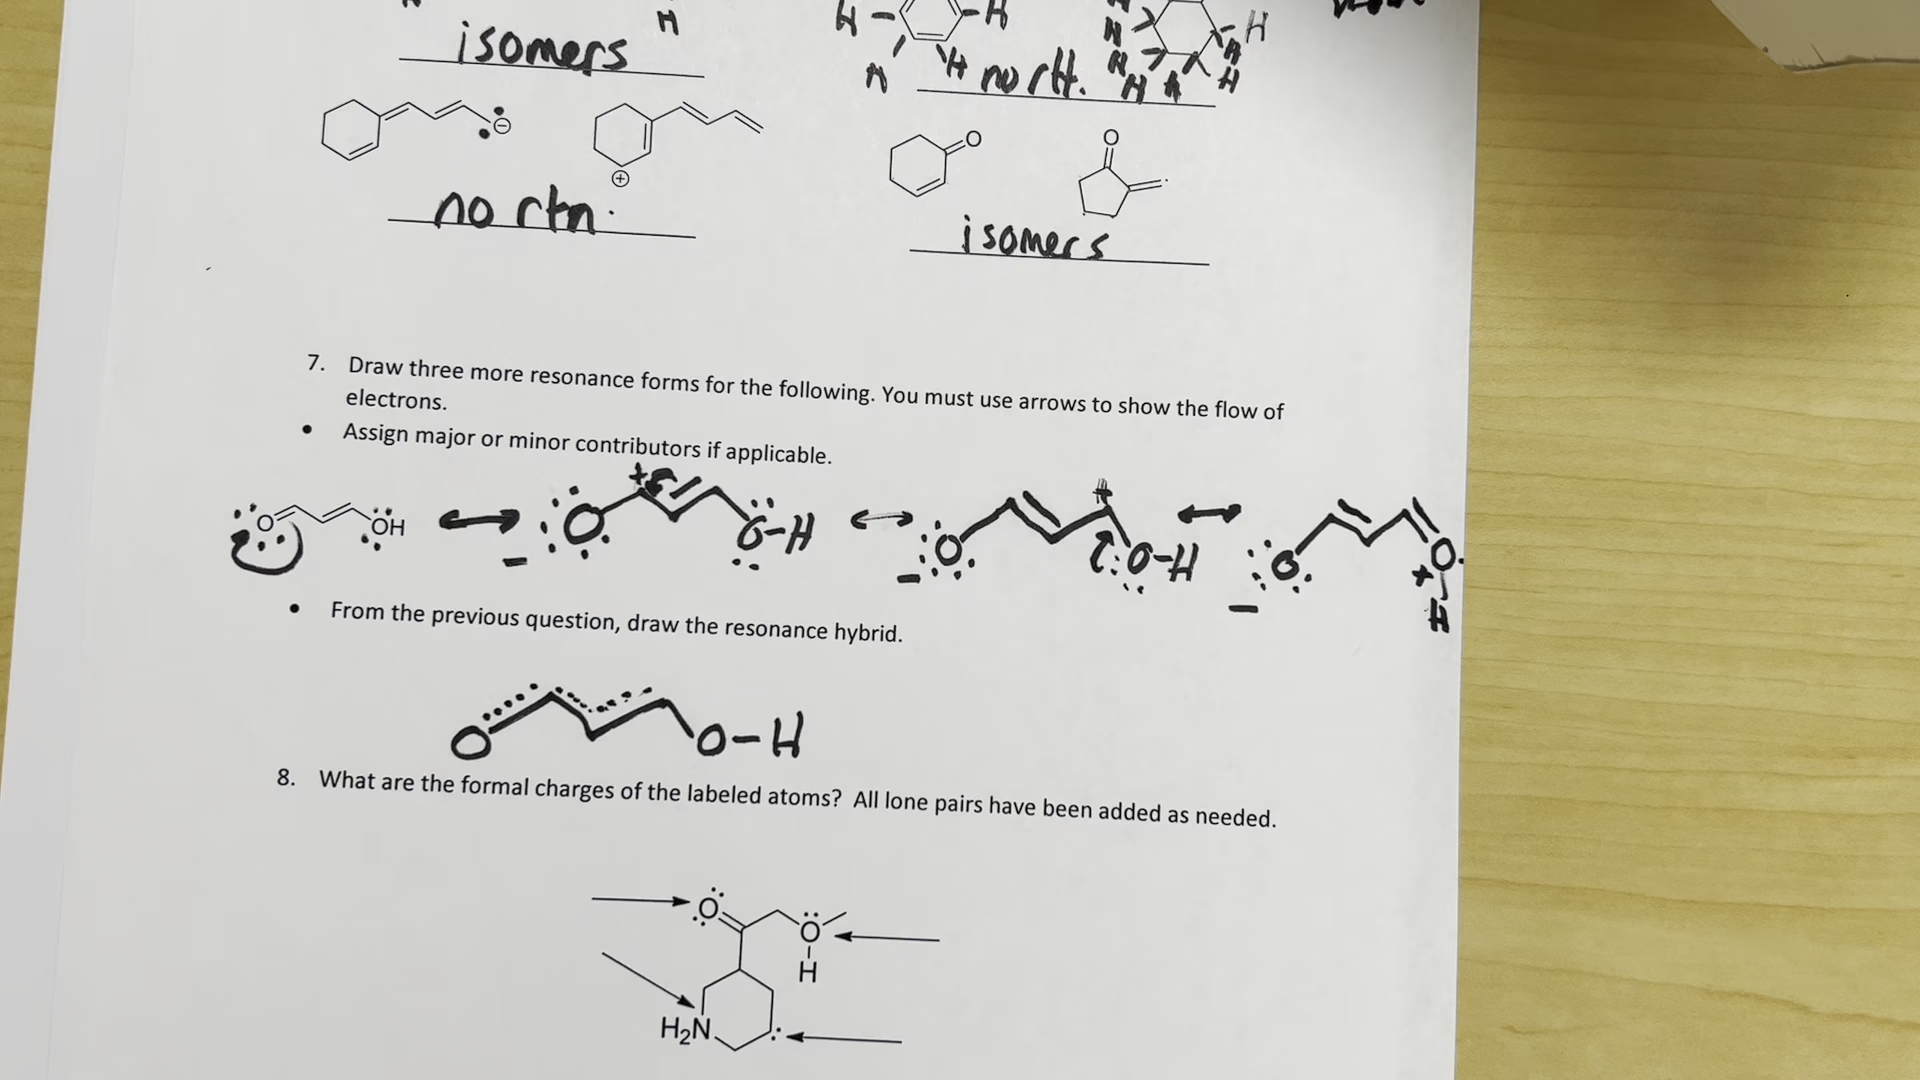 isomers
no rtn.
no rtn.
isomers
7. Draw three more resonance forms for the following. You must use arrows to show the flow of
electrons.
• Assign major or minor contributors if applicable.
O OH
O O-H
O O-H
O O H
• From the previous question, draw the resonance hybrid.
O O-H
8. What are the formal charges of the labeled atoms? All lone pairs have been added as needed.
O O
H
H2N